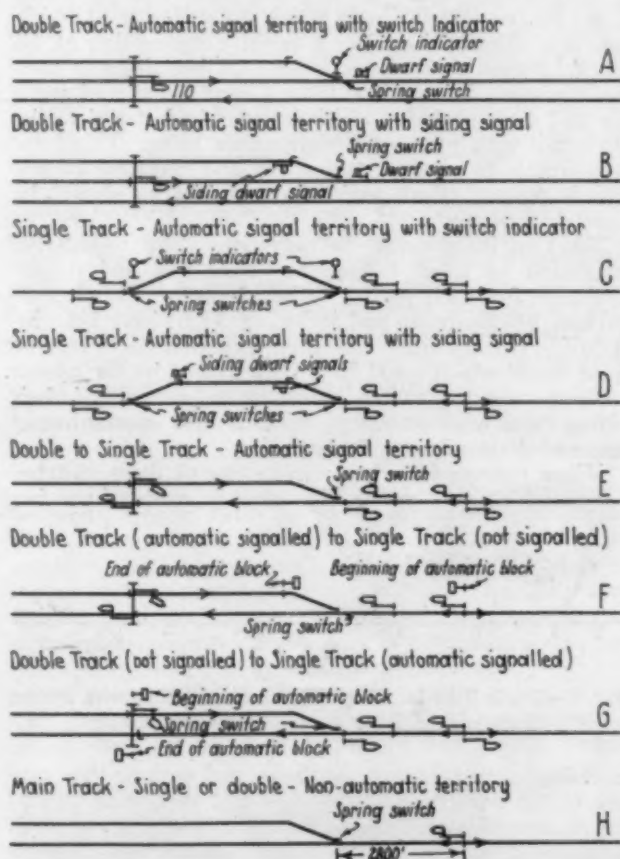 Double Track - Automatic signal territory with switch Indicator
Switch indicator
Dwarf signal
A
110
Spring switch
Double Track - Automatic signal territory with siding signal
Spring switch
B
Dwarf signal
Siding dwarf signal
Single Track - Automatic signal territory with switch indicator
Switch indicators
C
Spring switches
Single Track - Automatic signal territory with siding signal
Siding dwarf signals
D
Spring switches
Double to Single Track - Automatic signal territory
Spring switch
E
Double Track (automatic signalled) to Single Track (not signalled)
End of automatic block
Beginning of automatic block
F
Spring switch
Double Track (not signalled) to Single Track (automatic signalled)
Beginning of automatic block
Spring switch
G
End of automatic block
Main Track - Single or double - Non-automatic territory
Spring switch
H
2800'